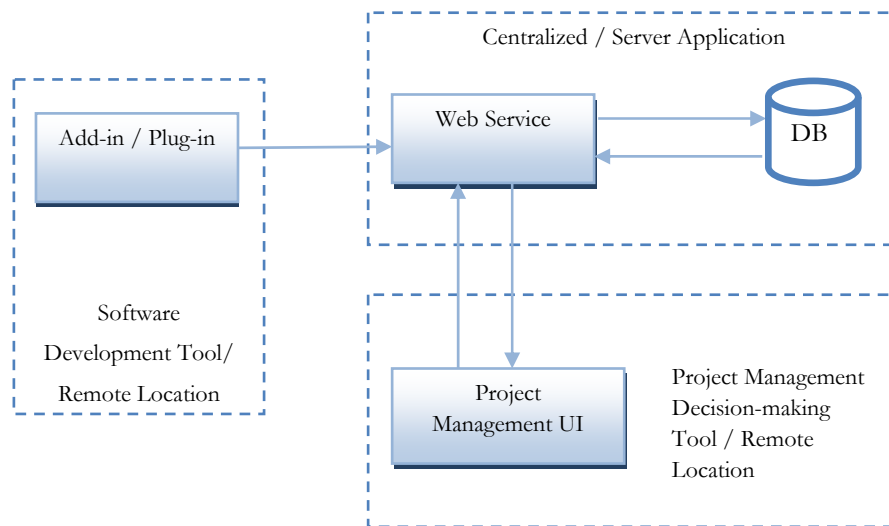 Centralized / Server Application
Add-in / Plug-in
Web Service
DB
Software
Development Tool/
Remote Location
Project
Management UI
Project Management
Decision-making
Tool / Remote
Location